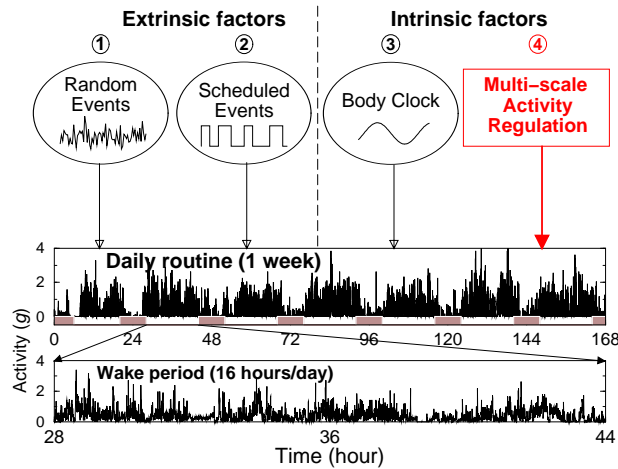 Extrinsic factors
Intrinsic factors
1
2
3
4
Random
Events
Scheduled
Events
Body Clock
Multi−scale
Activity
Regulation
Activity (g)
4
2
0
Daily routine (1 week)
0 24 48 72 96 120 144 168
4
2
0
Wake period (16 hours/day)
28 36 44
Time (hour)